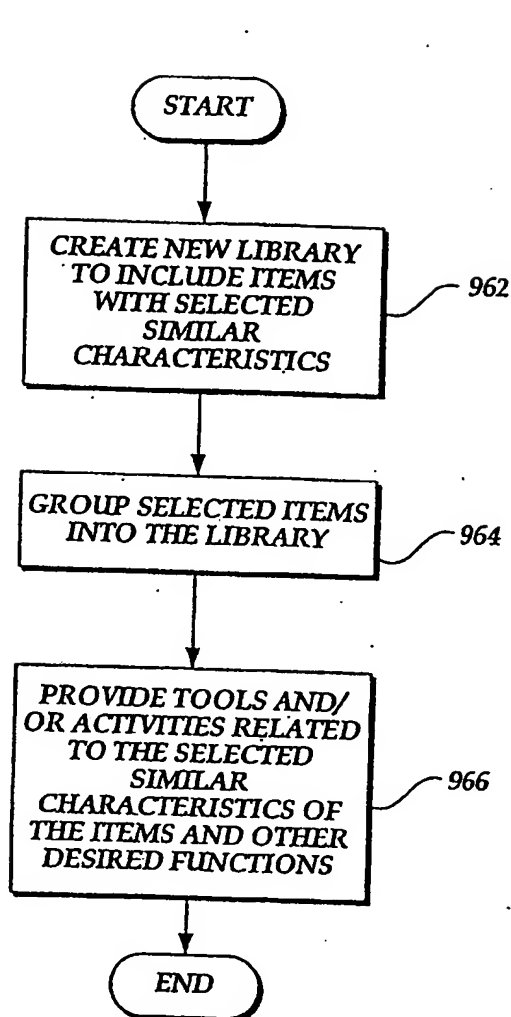 START
CREATE NEW LIBRARY
TO INCLUDE ITEMS
WITH SELECTED
SIMILAR
CHARACTERISTICS
962
GROUP SELECTED ITEMS
INTO THE LIBRARY
964
PROVIDE TOOLS AND/
OR ACTIVITIES RELATED
TO THE SELECTED
SIMILAR
CHARACTERISTICS OF
THE ITEMS AND OTHER
DESIRED FUNCTIONS
966
END